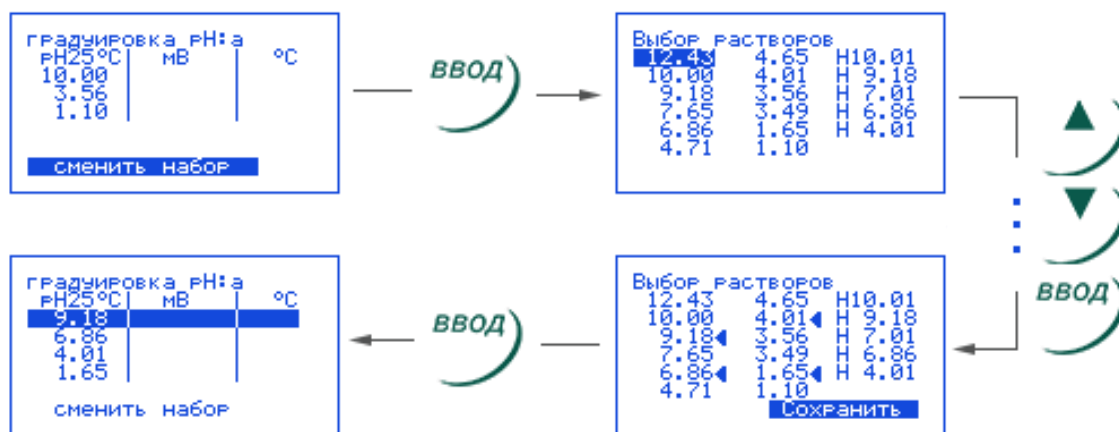 градуировка pH:a
pH25°C мВ °C
10.00
3.56
1.10
сменить набор
ВВОД
Выбор растворов
12.43 4.65 H10.01
10.00 4.01 H 9.18
9.18 3.56 H 7.01
7.65 3.49 H 6.86
6.86 1.65 H 4.01
4.71 1.10
ВВОД
Выбор растворов
12.43 4.65 H10.01
10.00 4.01 H 9.18
9.18 3.56 H 7.01
7.65 3.49 H 6.86
6.86 1.65 H 4.01
4.71 1.10
Сохранить
ВВОД
градуировка pH:a
pH25°C мВ °C
9.18
6.86
4.01
1.65
сменить набор